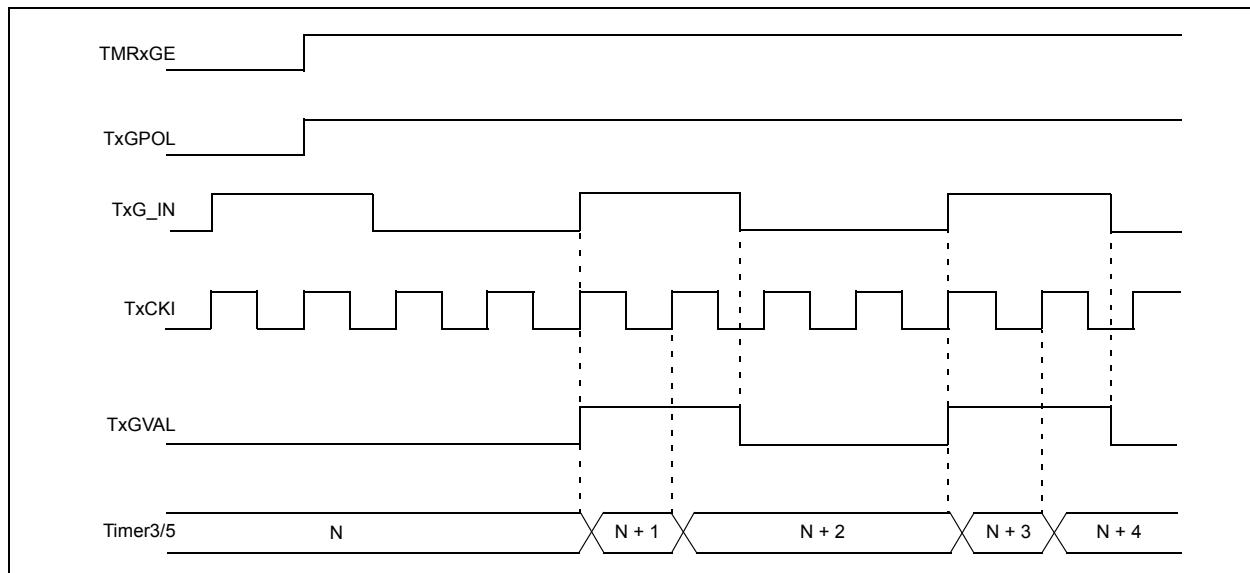 TMRxGE
TxGPOL
TxG_IN
TxCKI
TxGVAL
Timer3/5 N N + 1 N + 2 N + 3 N + 4